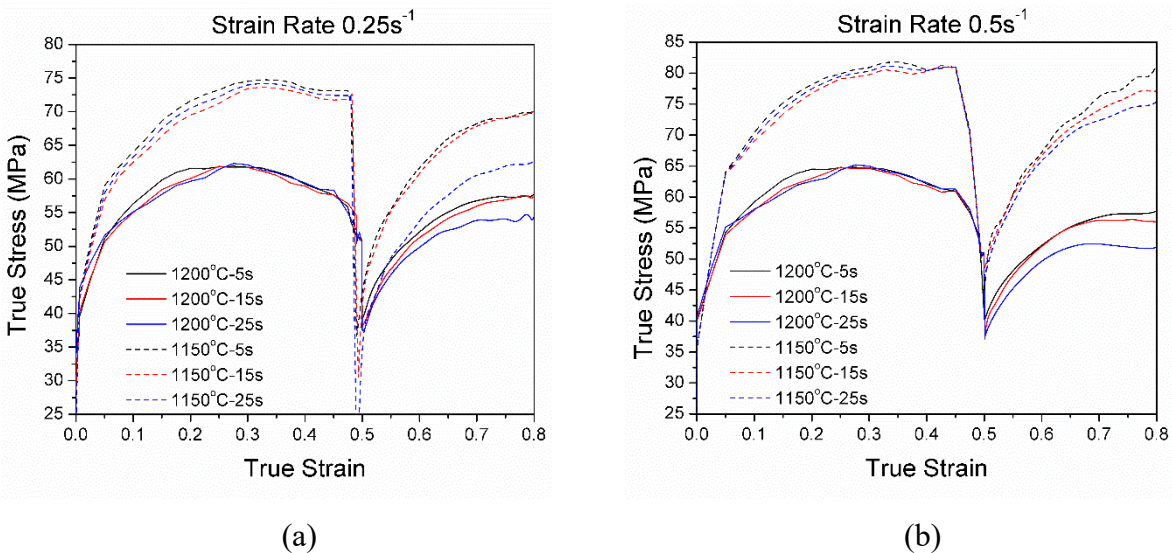 Strain Rate 0.25s⁻¹
True Stress (MPa)
80
75
70
65
60
55
50
45
40
35
30
25
1200°C-5s
1200°C-15s
1200°C-25s
1150°C-5s
1150°C-15s
1150°C-25s
0.0 0.1 0.2 0.3 0.4 0.5 0.6 0.7 0.8
True Strain
(a)
Strain Rate 0.5s⁻¹
True Stress (MPa)
85
80
75
70
65
60
55
50
45
40
35
30
25
1200°C-5s
1200°C-15s
1200°C-25s
1150°C-5s
1150°C-15s
1150°C-25s
0.0 0.1 0.2 0.3 0.4 0.5 0.6 0.7 0.8
True Strain
(b)